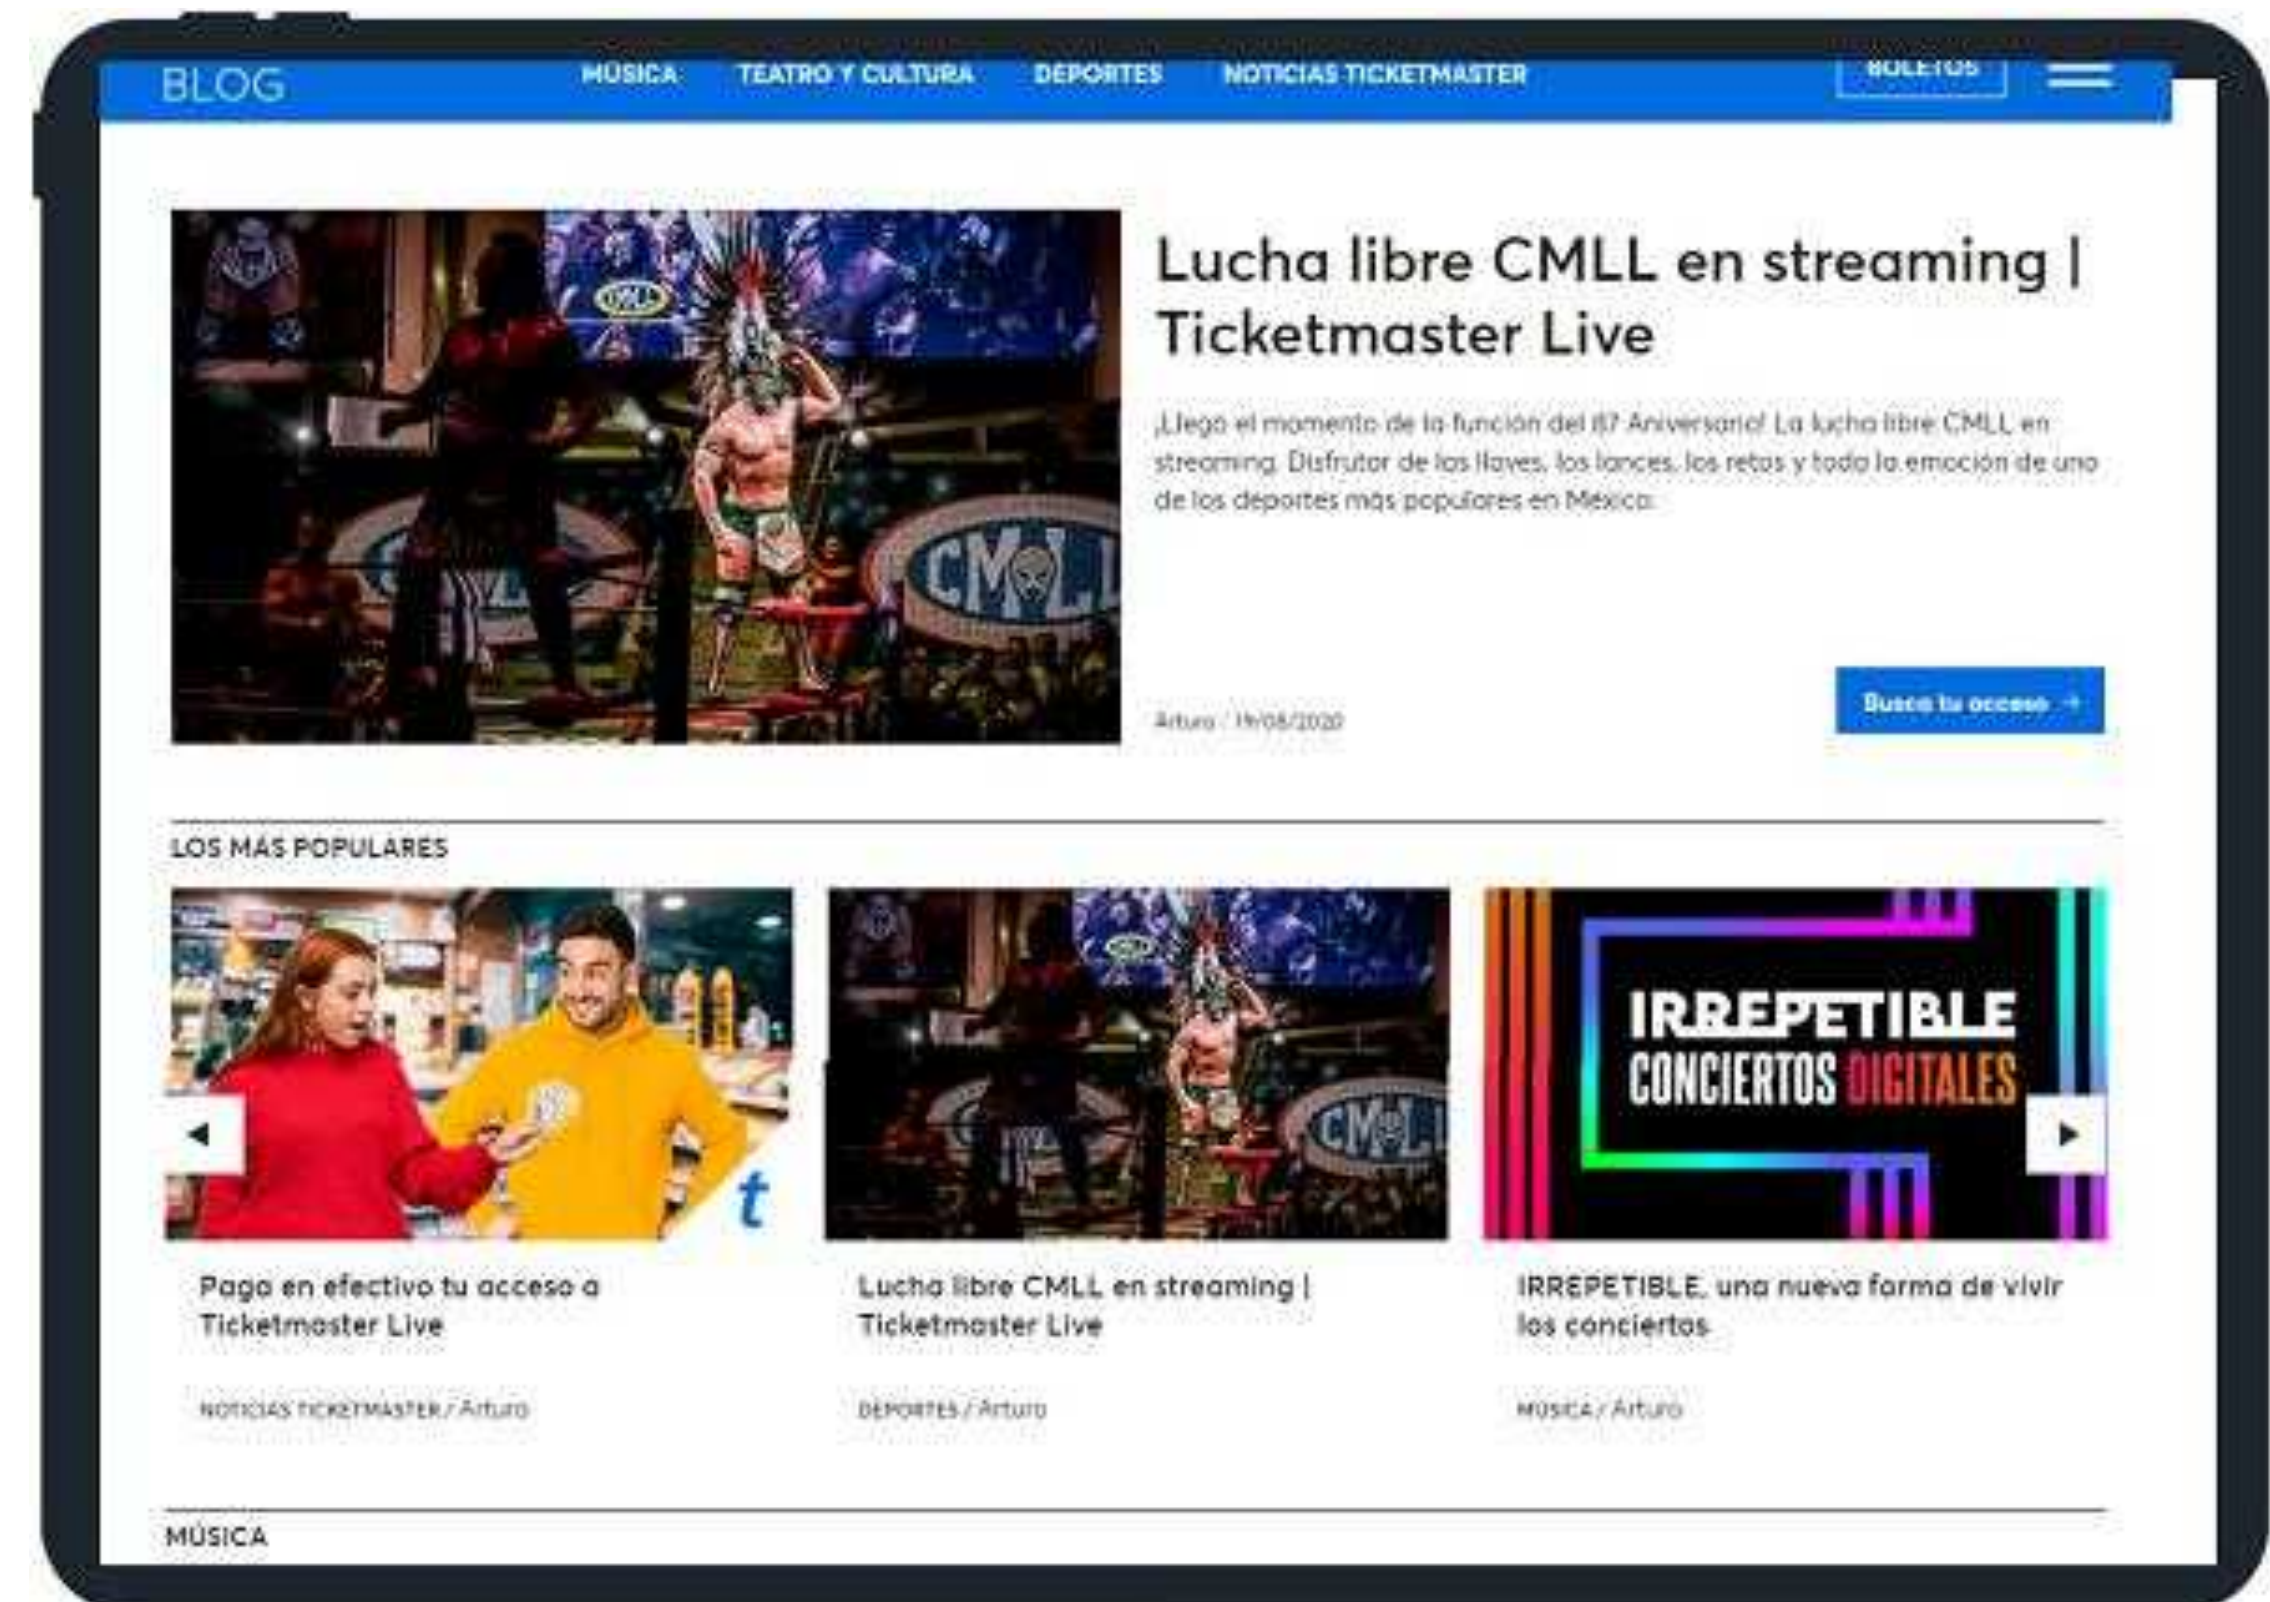 BLOG
MÚSICA
TEATRO Y CULTURA
DEPORTES
NOTICIAS TICKETMASTER
BOLETOS
CMLL
Lucha libre CMLL en streaming |
Ticketmaster Live
¡Llegó el momento de la función del 87 Aniversario! La lucha libre CMLL en
streaming. Disfrutar de las llaves, los lances, los retos y toda la emoción de uno
de los deportes más populares en México.
CMLL
Arturo / 19/08/2020
Busca tu acceso →
LOS MÁS POPULARES
IRREPETIBLE
CONCIERTOS DIGITALES
CMLL
t
Pago en efectivo tu acceso a
Ticketmaster Live
Lucha libre CMLL en streaming |
Ticketmaster Live
IRREPETIBLE, una nueva forma de vivir
los conciertos
NOTICIAS TICKETMASTER / Arturo
DEPORTES / Arturo
MÚSICA / Arturo
MÚSICA